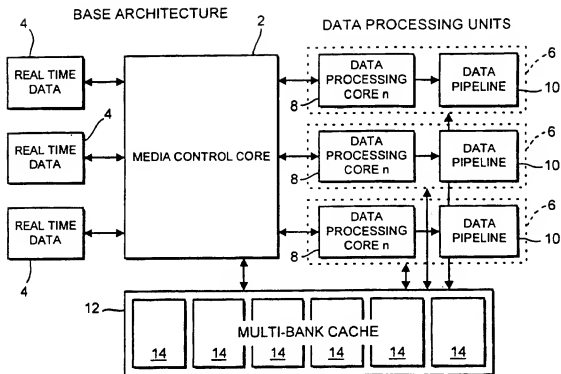 BASE ARCHITECTURE
DATA PROCESSING UNITS
4
2
REAL TIME
DATA
4
REAL TIME
DATA
REAL TIME
DATA
4
MEDIA CONTROL CORE
DATA
PROCESSING
CORE n
8
DATA
PIPELINE
6
10
DATA
PROCESSING
CORE n
8
DATA
PIPELINE
6
10
DATA
PROCESSING
CORE n
8
DATA
PIPELINE
6
10
12
MULTI-BANK CACHE
14 14 14 14 14 14